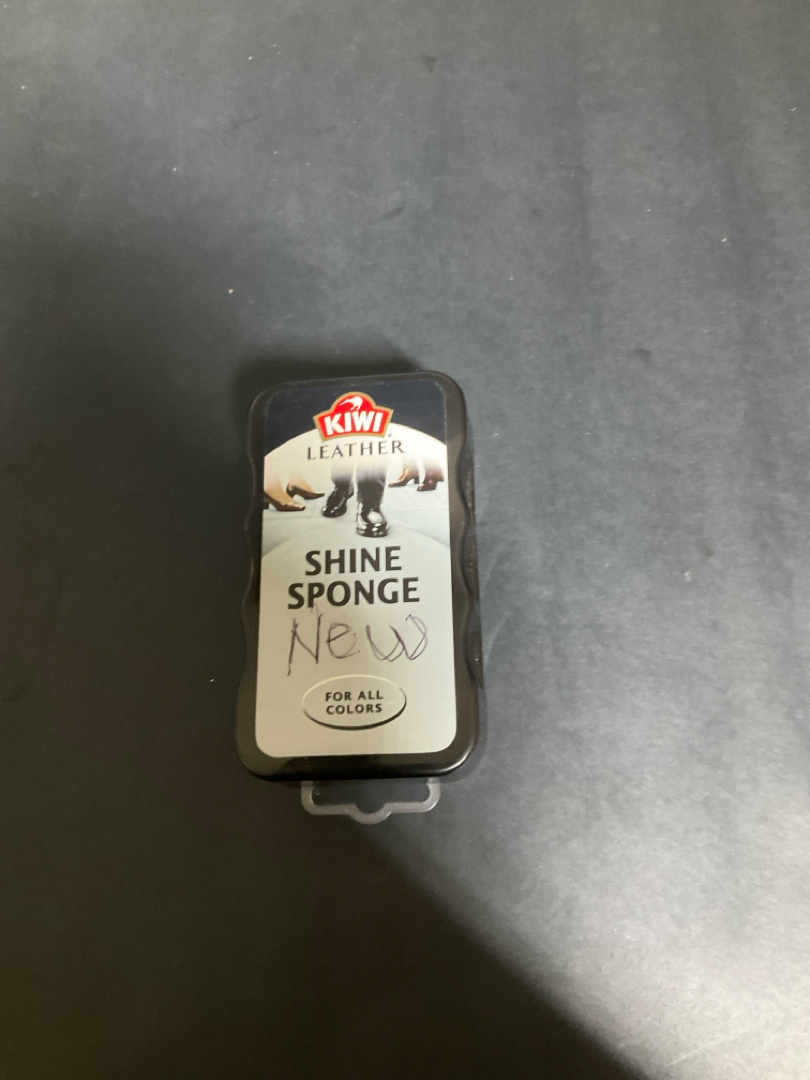 KIWI
LEATHER
SHINE
SPONGE
New
FOR ALL
COLORS